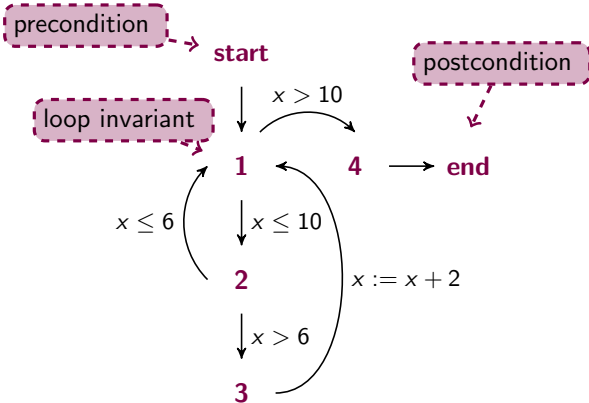 precondition
start
postcondition
x > 10
loop invariant
1
4
end
x ≤ 6
x ≤ 10
2
x := x + 2
x > 6
3